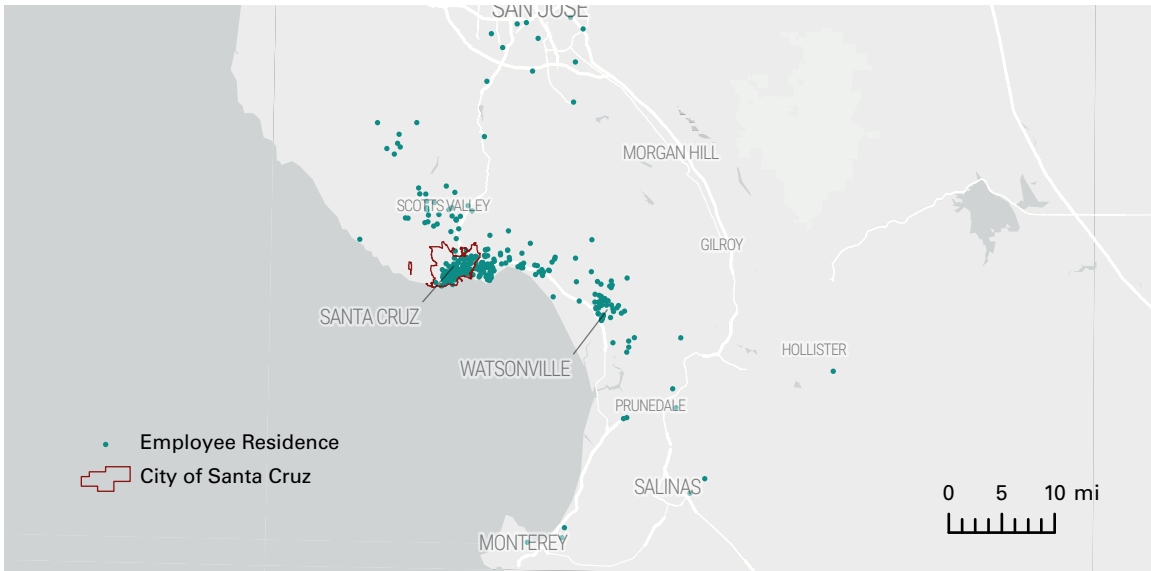 SAN JOSE
MORGAN HILL
SCOTTS VALLEY
GILROY
SANTA CRUZ
HOLLISTER
WATSONVILLE
PRUNEDALE
Employee Residence
City of Santa Cruz
SALINAS
0 5 10 mi
MONTEREY